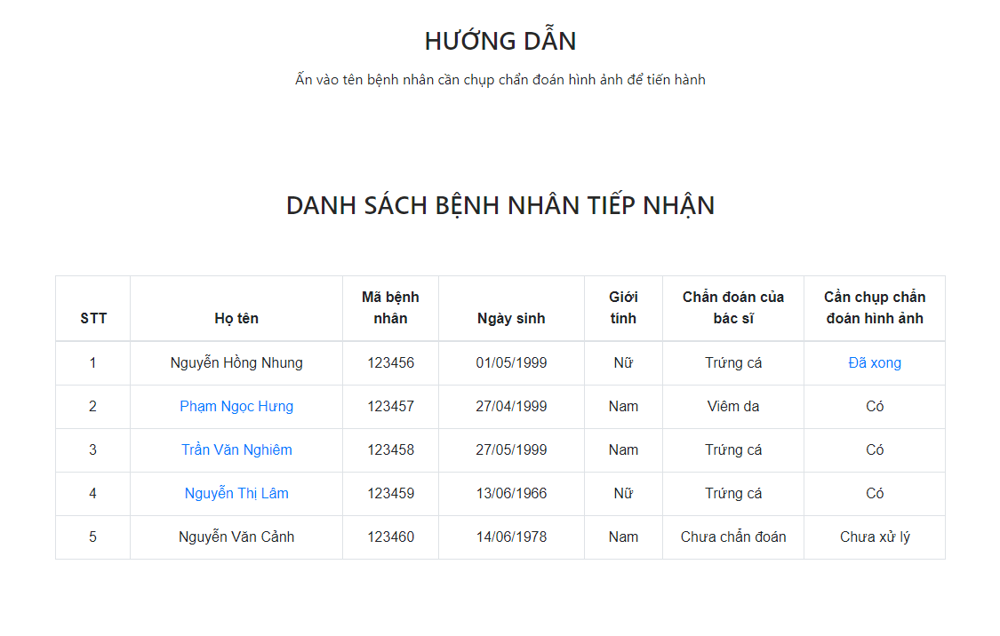 HƯỚNG DẪN
Ấn vào tên bệnh nhân cần chụp chẩn đoán hình ảnh để tiến hành
DANH SÁCH BỆNH NHÂN TIẾP NHẬN
STT Họ tên Mã bệnh nhân Ngày sinh Giới tính Chẩn đoán của bác sĩ Cần chụp chẩn đoán hình ảnh
1 Nguyễn Hồng Nhung 123456 01/05/1999 Nữ Trứng cá Đã xong
2 Phạm Ngọc Hưng 123457 27/04/1999 Nam Viêm da Có
3 Trần Văn Nghiêm 123458 27/05/1999 Nam Trứng cá Có
4 Nguyễn Thị Lâm 123459 13/06/1966 Nữ Trứng cá Có
5 Nguyễn Văn Cảnh 123460 14/06/1978 Nam Chưa chẩn đoán Chưa xử lý